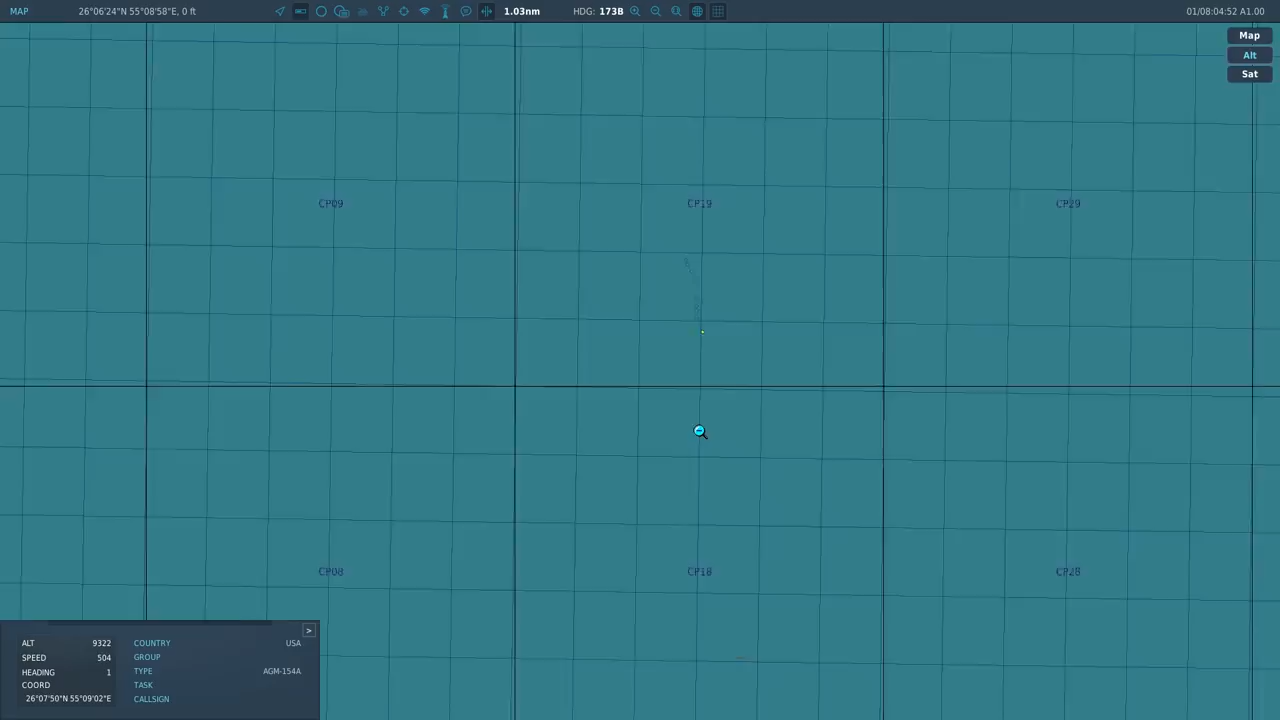 MAP 26°06'24"N 55°08'58"E, 0 ft 1.03nm HDG: 173B 01/08:04:52 A1.00
Map
Alt
Sat
CP09 CP19 CP29
CP08 CP18 CP28
>
ALT 9322 COUNTRY USA
SPEED 504 GROUP
HEADING 1 TYPE AGM-154A
COORD TASK
26°07'50"N 55°09'02"E CALLSIGN